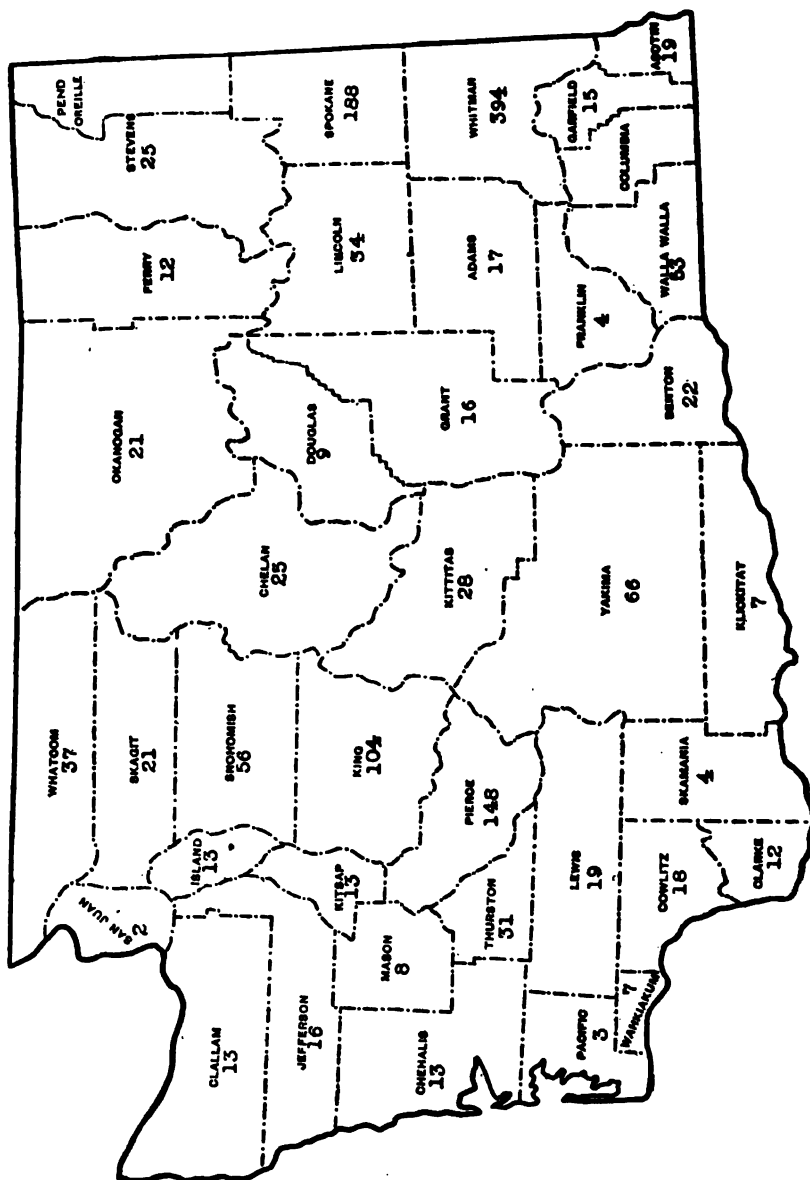 WHATCOM
37
SAN JUAN
2
SKAGIT
21
ISLAND
13
CLALLAM
13
SNOHOMISH
56
JEFFERSON
16
KITSAP
13
KING
104
MASON
8
CHEHALIS
13
THURSTON
31
PIERCE
148
PACIFIC
3
LEWIS
19
WAHKIAKUM
7
COWLITZ
18
CLARKE
12
SKAMANIA
4
OKANOGAN
21
CHELAN
25
DOUGLAS
9
KITTITAS
28
GRANT
16
YAKIMA
66
KLICKITAT
7
BENTON
22
FERRY
12
STEVENS
25
PEND
OREILLE
LINCOLN
54
SPOKANE
188
ADAMS
17
WHITMAN
394
FRANKLIN
4
WALLA WALLA
53
COLUMBIA
GARFIELD
15
ASOTIN
19